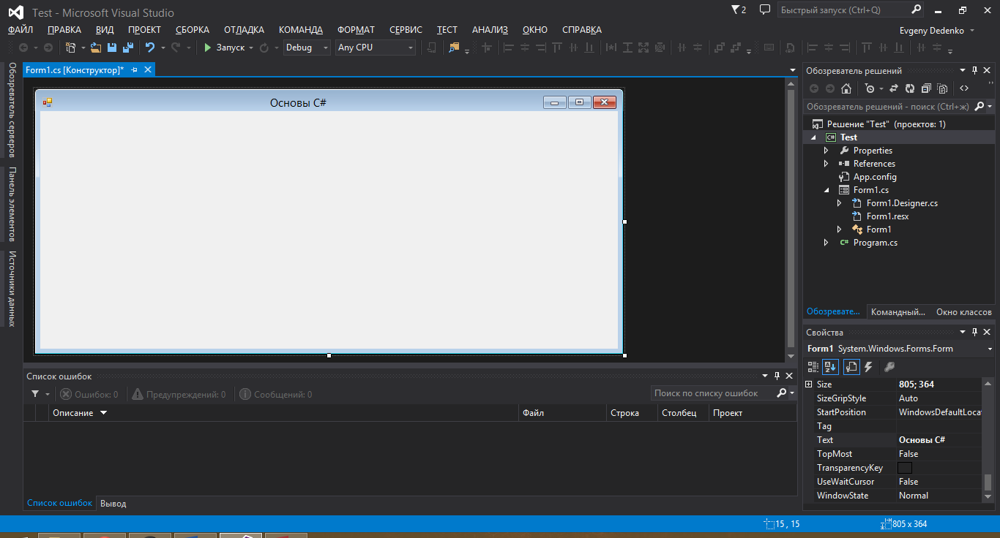 Test - Microsoft Visual Studio
2
Быстрый запуск (Ctrl+Q)
ФАЙЛ ПРАВКА ВИД ПРОЕКТ СБОРКА ОТЛАДКА КОМАНДА ФОРМАТ СЕРВИС ТЕСТ АНАЛИЗ ОКНО СПРАВКА
Evgeny Dedenko
Запуск Debug Any CPU
Обозреватель серверов
Панель элементов
Источники данных
Form1.cs [Конструктор]*
Основы C#
Обозреватель решений
Обозреватель решений - поиск (Ctrl+ж)
Решение "Test" (проектов: 1)
C# Test
Properties
References
App.config
Form1.cs
Form1.Designer.cs
Form1.resx
Form1
C# Program.cs
Обозревате... Командный... Окно классов
Список ошибок
Ошибок: 0 Предупреждений: 0 Сообщений: 0
Поиск по списку ошибок
Описание Файл Строка Столбец Проект
Список ошибок Вывод
Свойства
Form1 System.Windows.Forms.Form
Size 805; 364
SizeGripStyle Auto
StartPosition WindowsDefaultLoca
Tag
Text Основы C#
TopMost False
TransparencyKey
UseWaitCursor False
WindowState Normal
15 , 15
805 x 364